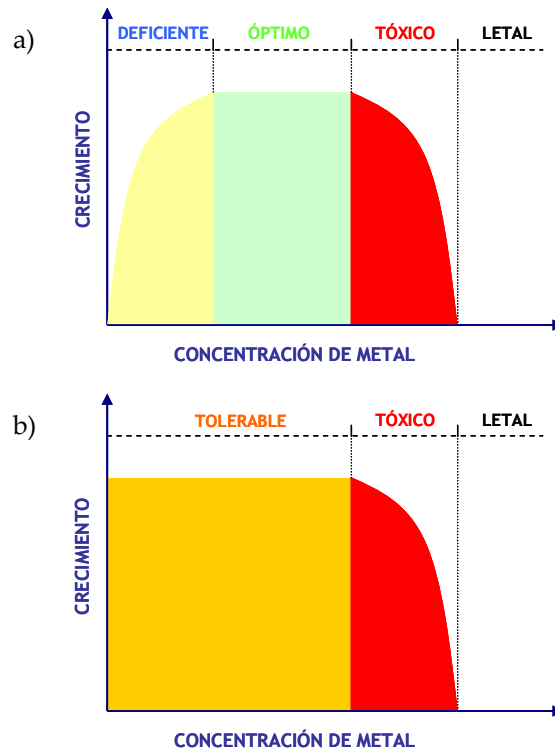 a)
DEFICIENTE ÓPTIMO TÓXICO LETAL
CRECIMIENTO
CONCENTRACIÓN DE METAL
b)
TOLERABLE TÓXICO LETAL
CRECIMIENTO
CONCENTRACIÓN DE METAL